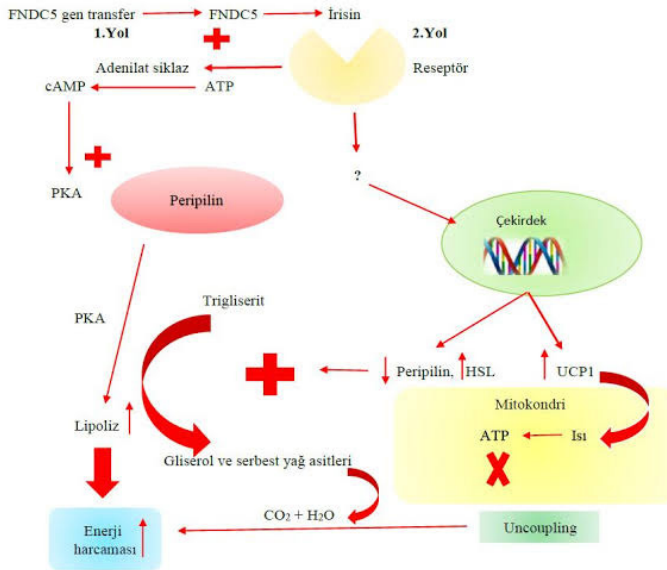 FNDC5 gen transfer FNDC5 İrisin
1.Yol 2.Yol
Adenilat siklaz Reseptör
cAMP ATP
?
PKA
Peripilin
Çekirdek
Trigliserit
PKA
Peripilin, HSL UCP1
Mitokondri
Lipoliz
ATP Isı
Gliserol ve serbest yağ asitleri
CO₂ + H₂O
Enerji
harcaması
Uncoupling